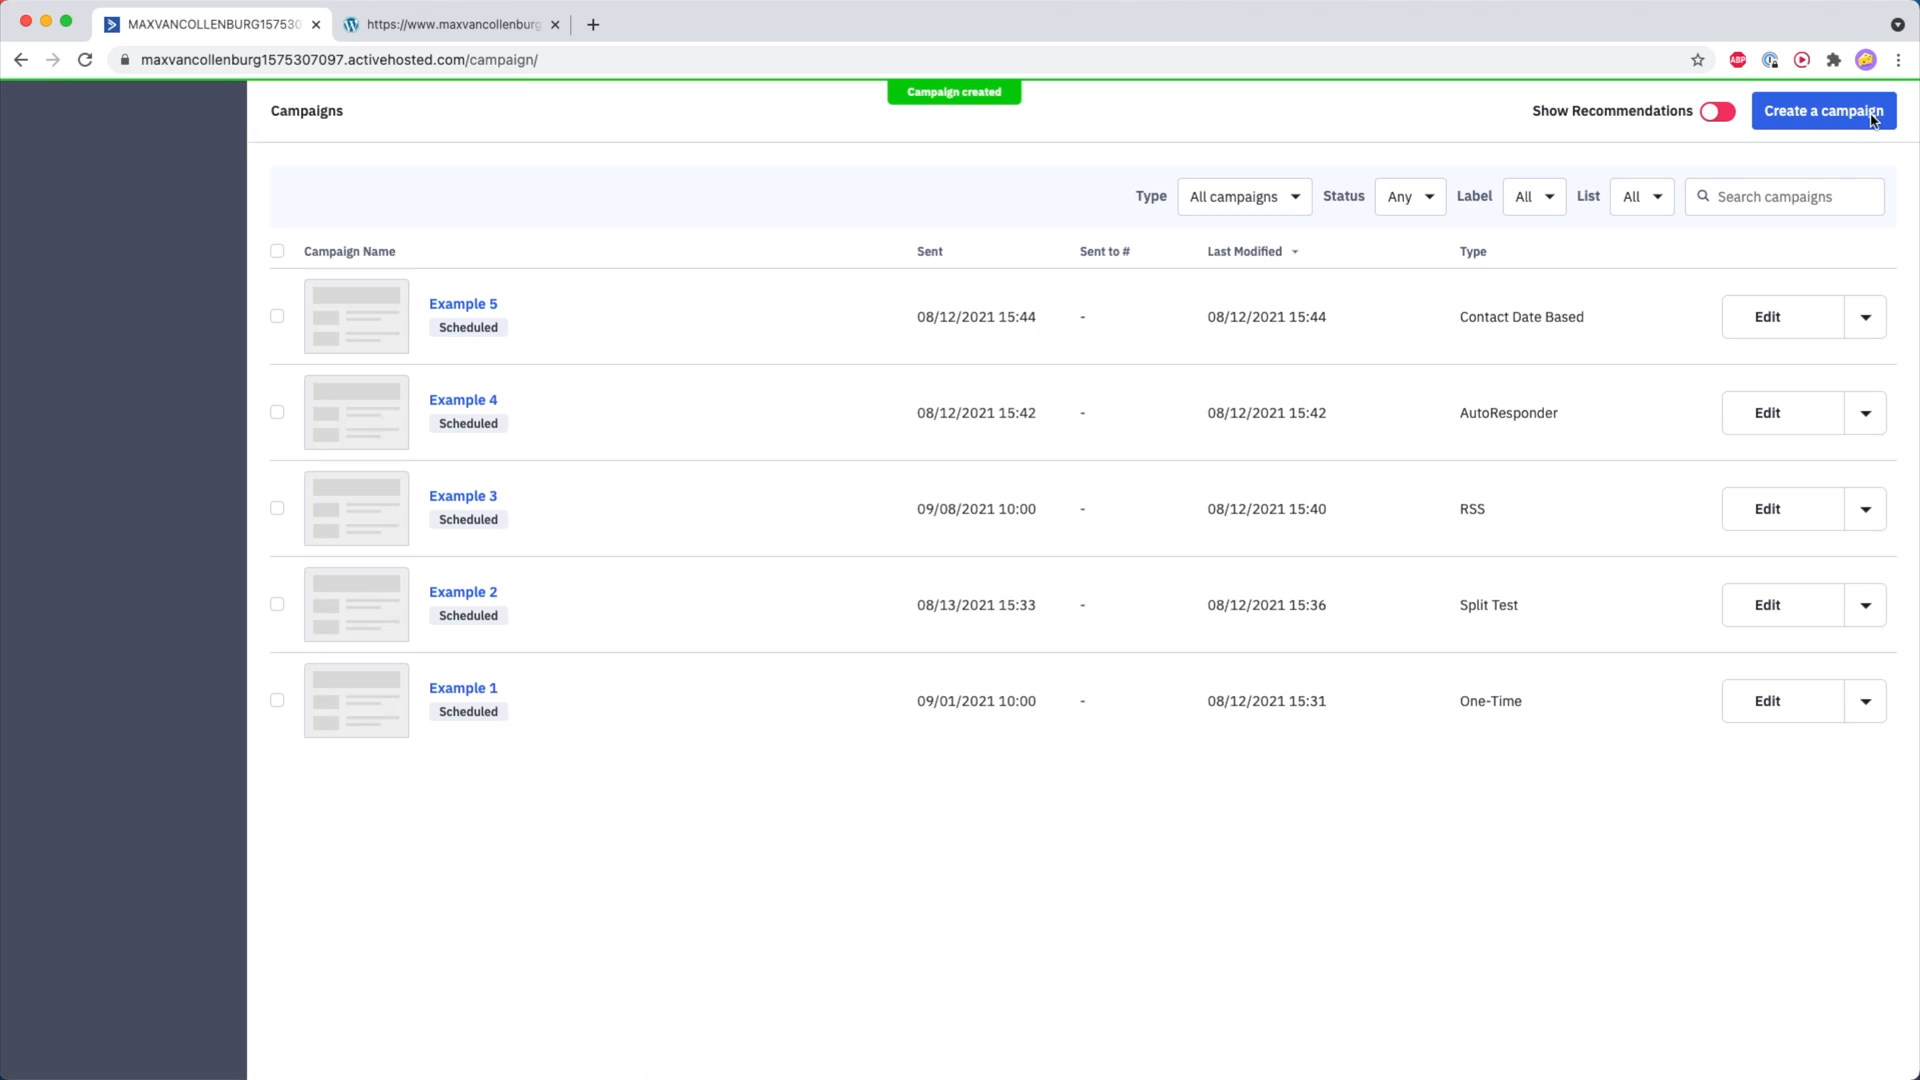 MAXVANCOLLENBURG157530
https://www.maxvancollenburg
maxvancollenburg1575307097.activehosted.com/campaign/
ABP
Campaign created
Campaigns
Show Recommendations
Create a campaign
Type All campaigns Status Any Label All List All Search campaigns
Campaign Name Sent Sent to # Last Modified Type
Example 5
Scheduled
08/12/2021 15:44 - 08/12/2021 15:44 Contact Date Based Edit
Example 4
Scheduled
08/12/2021 15:42 - 08/12/2021 15:42 AutoResponder Edit
Example 3
Scheduled
09/08/2021 10:00 - 08/12/2021 15:40 RSS Edit
Example 2
Scheduled
08/13/2021 15:33 - 08/12/2021 15:36 Split Test Edit
Example 1
Scheduled
09/01/2021 10:00 - 08/12/2021 15:31 One-Time Edit